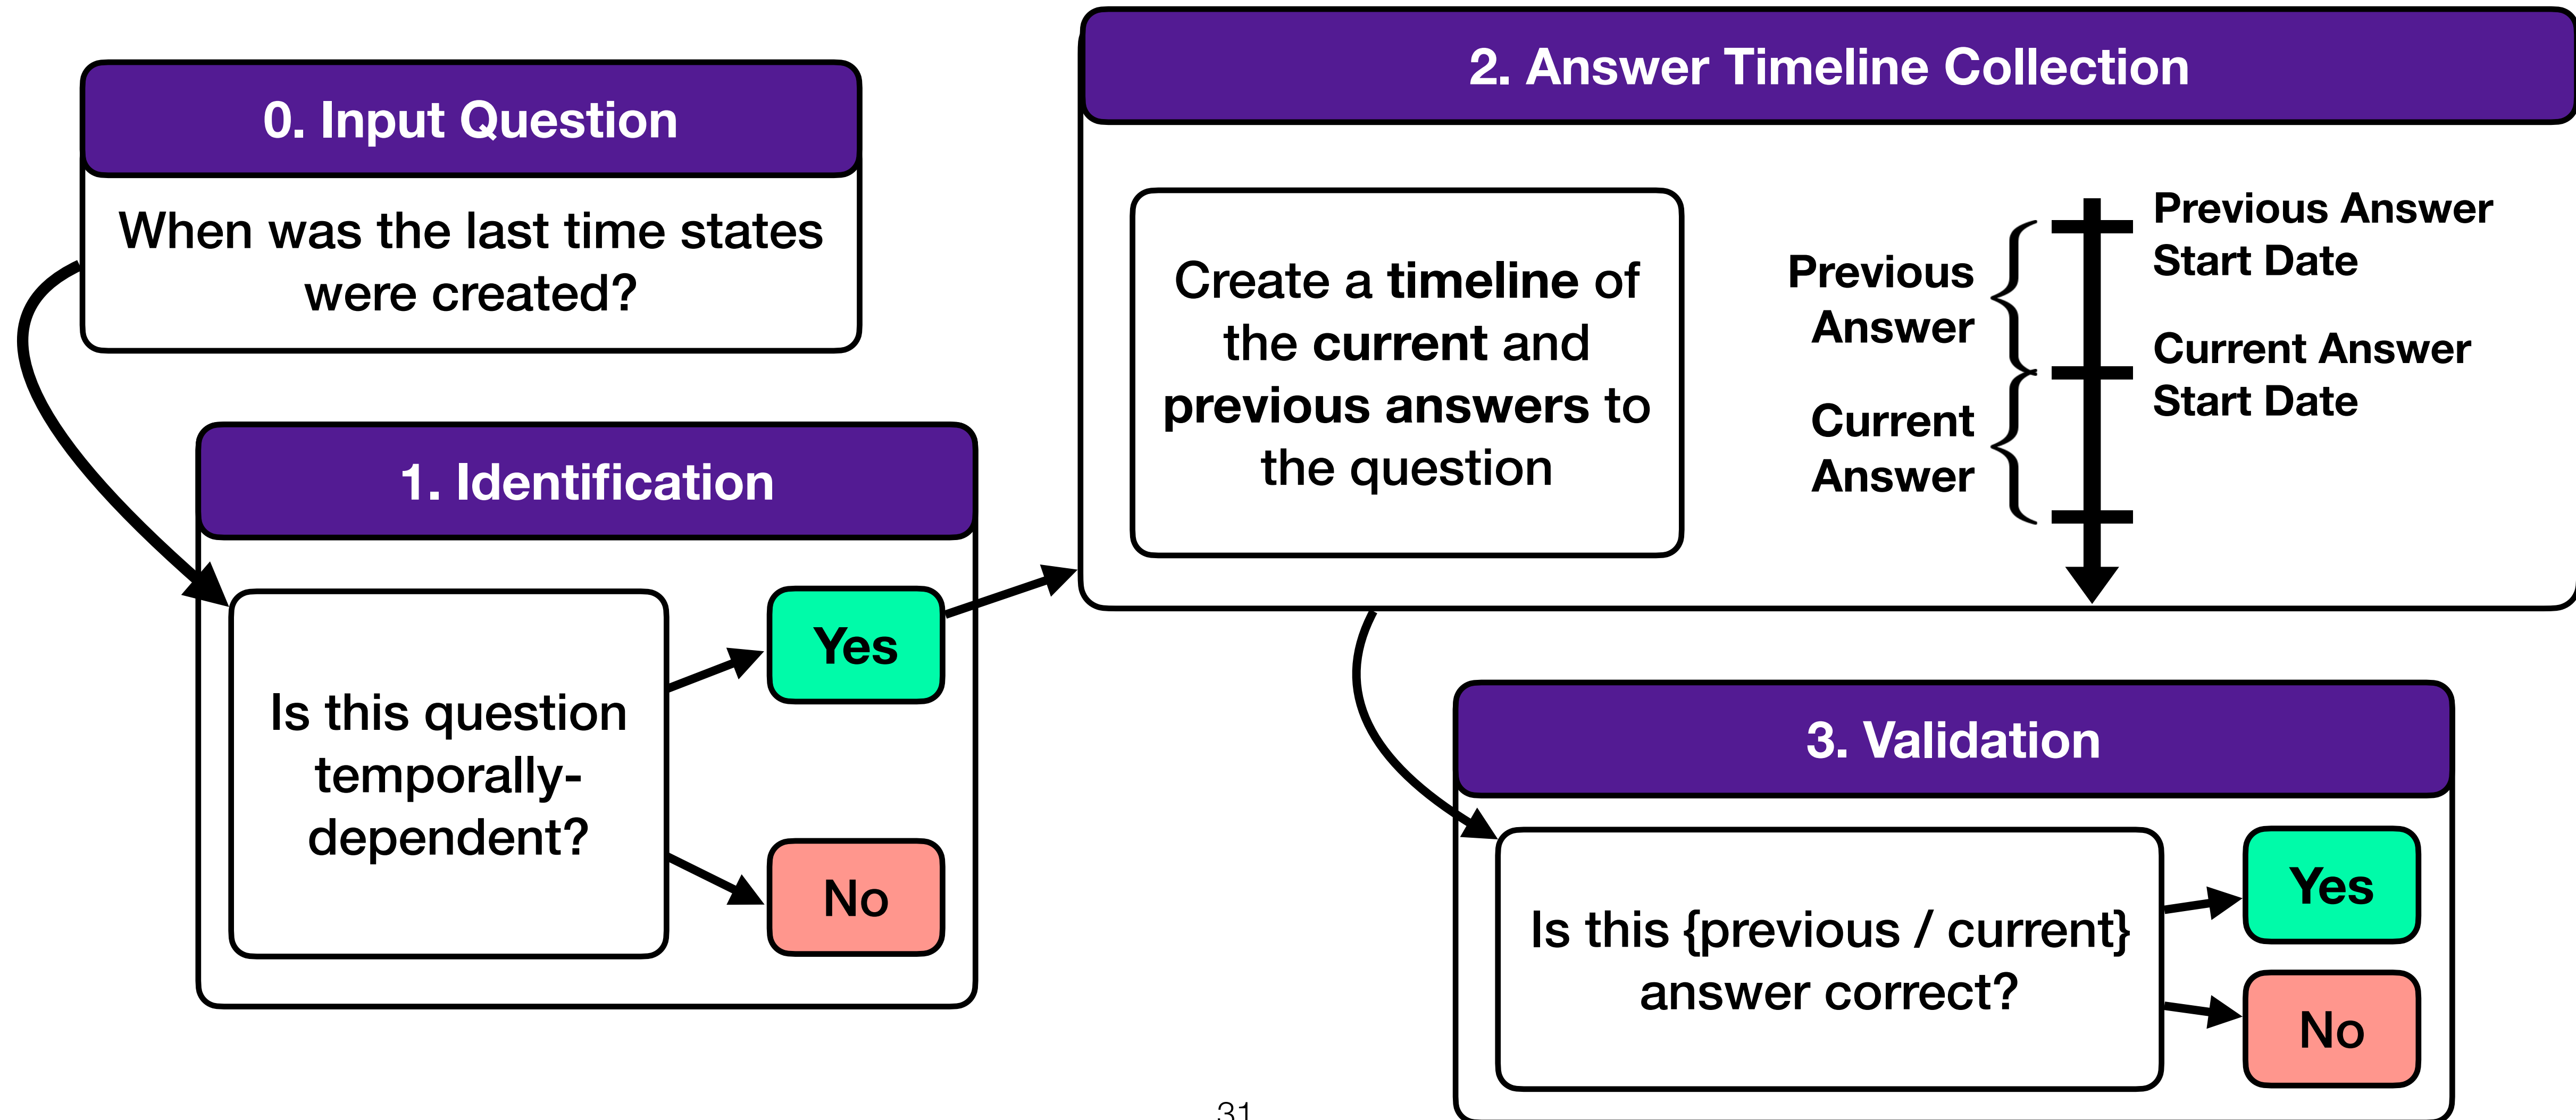 0. Input Question
When was the last time states
were created?
1. Identification
Is this question
temporally-
dependent?
Yes
No
2. Answer Timeline Collection
Create a timeline of
the current and
previous answers to
the question
Previous
Answer
Current
Answer
Previous Answer
Start Date
Current Answer
Start Date
3. Validation
Is this {previous / current}
answer correct?
Yes
No
31